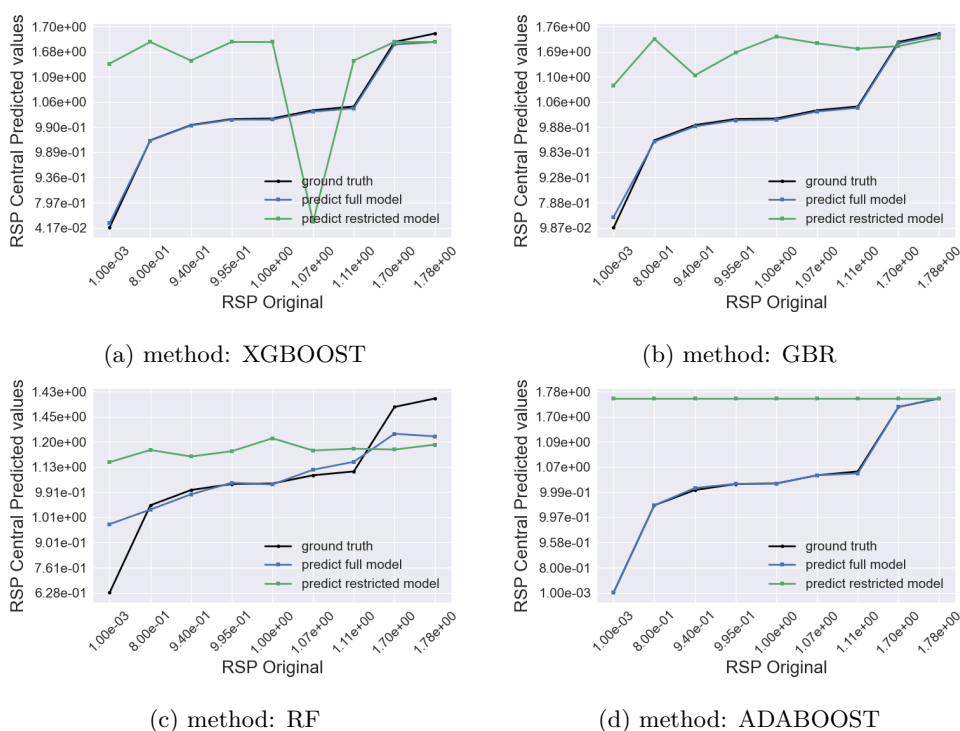 RSP Central Predicted values
1.70e+00
1.68e+00
1.09e+00
1.06e+00
9.90e-01
9.89e-01
9.36e-01
7.97e-01
4.17e-02
ground truth
predict full model
predict restricted model
1.00e-03
8.00e-01
9.40e-01
9.95e-01
1.00e+00
1.07e+00
1.11e+00
1.70e+00
1.78e+00
RSP Original
(a) method: XGBOOST
RSP Central Predicted values
1.76e+00
1.69e+00
1.10e+00
1.06e+00
9.88e-01
9.83e-01
9.28e-01
7.88e-01
9.87e-02
ground truth
predict full model
predict restricted model
1.00e-03
8.00e-01
9.40e-01
9.95e-01
1.00e+00
1.07e+00
1.11e+00
1.70e+00
1.78e+00
RSP Original
(b) method: GBR
RSP Central Predicted values
1.43e+00
1.45e+00
1.20e+00
1.13e+00
9.91e-01
1.01e+00
9.01e-01
7.61e-01
6.28e-01
ground truth
predict full model
predict restricted model
1.00e-03
8.00e-01
9.40e-01
9.95e-01
1.00e+00
1.07e+00
1.11e+00
1.70e+00
1.78e+00
RSP Original
(c) method: RF
RSP Central Predicted values
1.78e+00
1.70e+00
1.09e+00
1.07e+00
9.99e-01
9.97e-01
9.58e-01
8.00e-01
1.00e-03
ground truth
predict full model
predict restricted model
1.00e-03
8.00e-01
9.40e-01
9.95e-01
1.00e+00
1.07e+00
1.11e+00
1.70e+00
1.78e+00
RSP Original
(d) method: ADABOOST